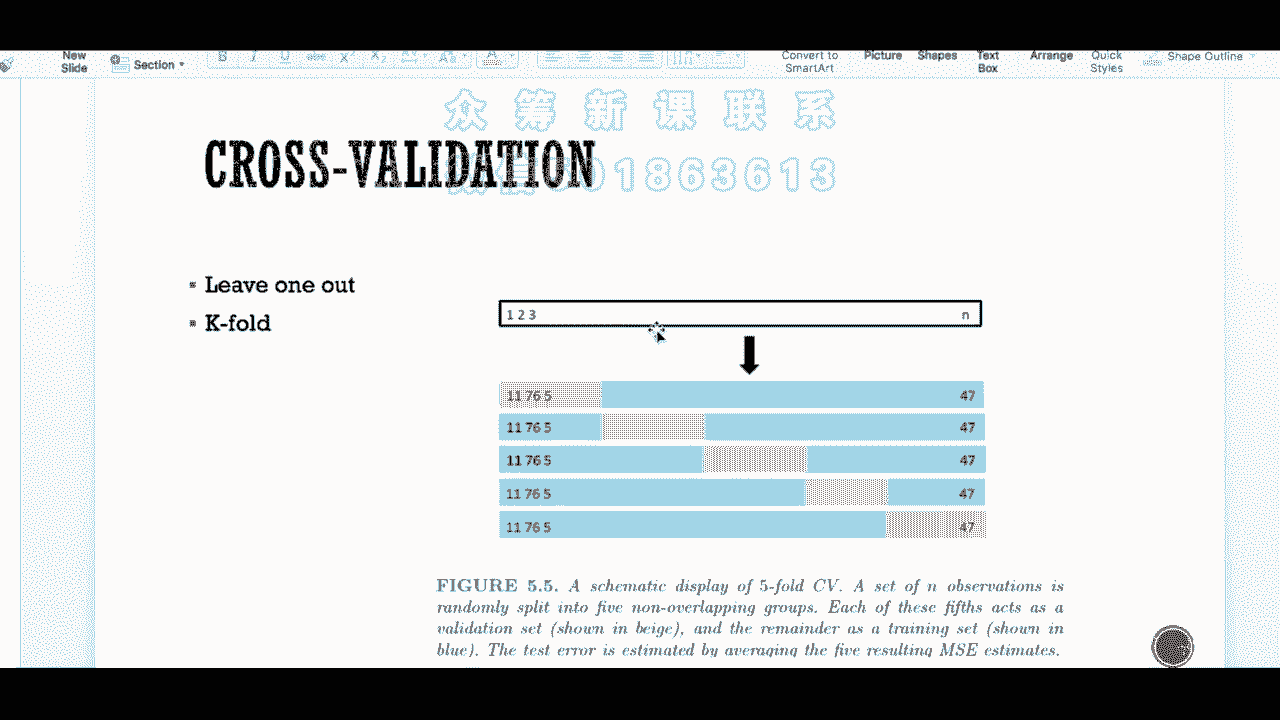 New
Slide
Section
B I U abc X² X₂
Convert to
SmartArt
Picture
Shapes
Text
Box
Arrange
Quick
Styles
Shape Outline
众筹新课联系
CROSS-VALIDATION
01863613
Leave one out
K-fold
1 2 3 n
11 76 5 47
11 76 5 47
11 76 5 47
11 76 5 47
11 76 5 47
FIGURE 5.5. A schematic display of 5-fold CV. A set of n observations is
randomly split into five non-overlapping groups. Each of these fifths acts as a
validation set (shown in beige), and the remainder as a training set (shown in
blue). The test error is estimated by averaging the five resulting MSE estimates.